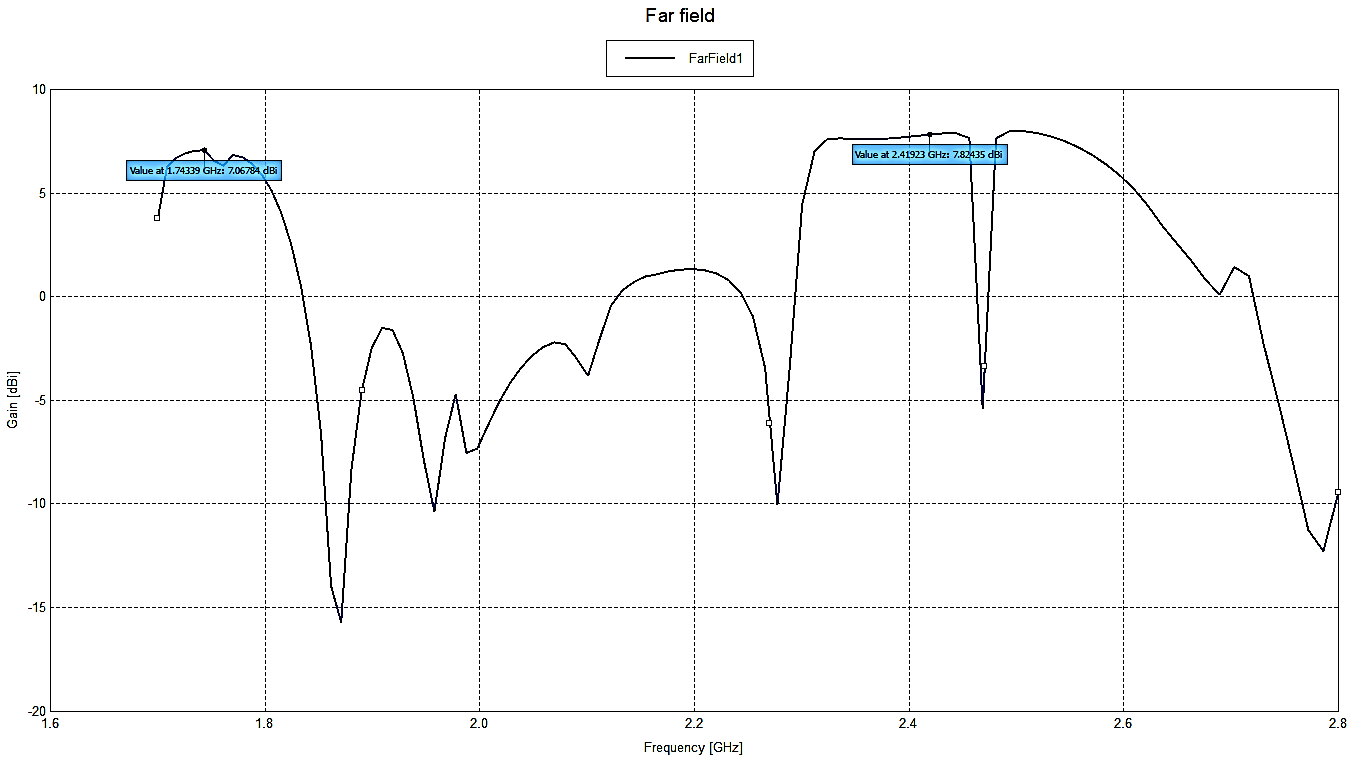 Far field
FarField1
10
5
0
-5
-10
-15
-20
Gain [dBi]
Value at 1.74339 GHz: 7.06784 dBi
Value at 2.41923 GHz: 7.82435 dBi
1.6 1.8 2.0 2.2 2.4 2.6 2.8
Frequency [GHz]